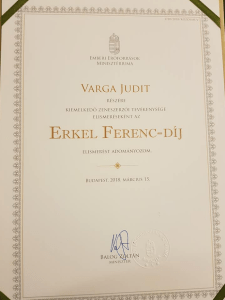 Emberi Erőforrások
Minisztériuma
Varga Judit
részére
kiemelkedő zeneszerzői tevékenysége
elismeréseként az
Erkel Ferenc-díj
elismerést adományozom.
Budapest, 2018. március 15.
Balog Zoltán
miniszter